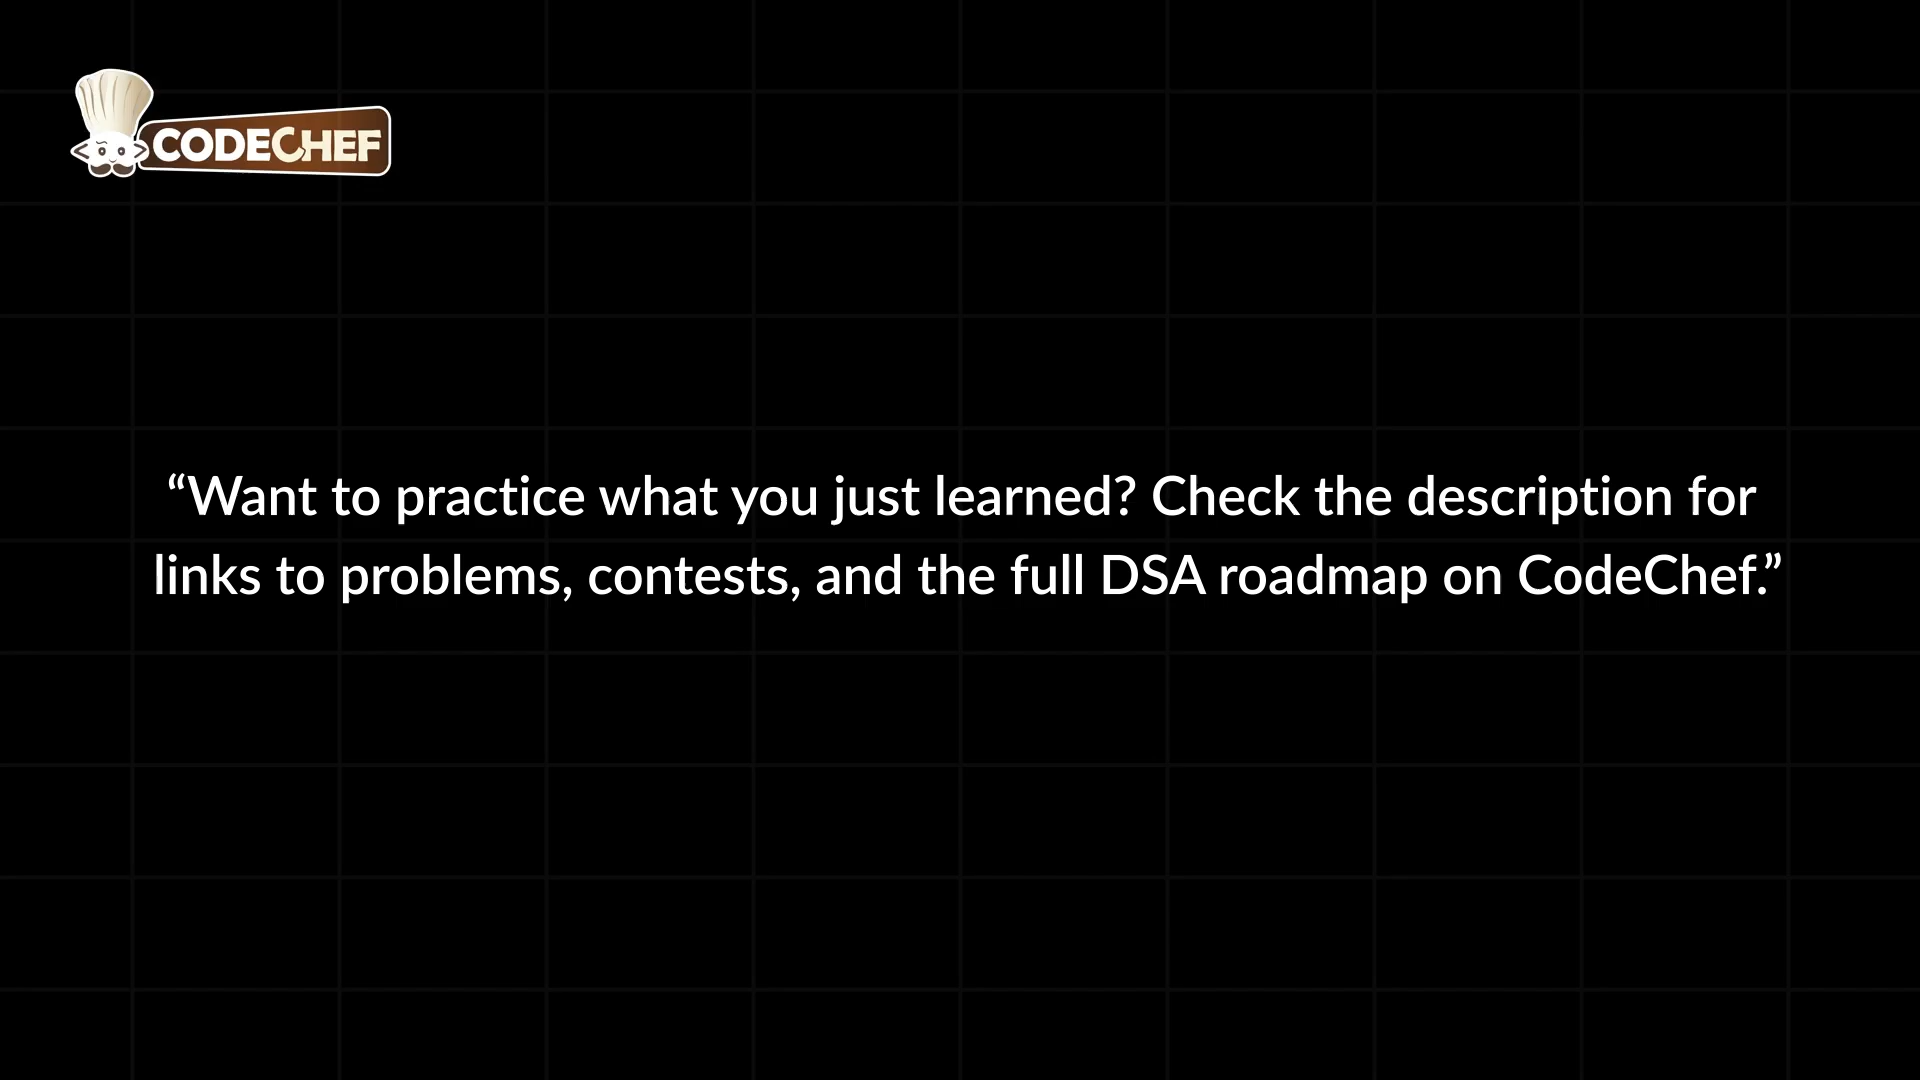 CODECHEF
“Want to practice what you just learned? Check the description for
links to problems, contests, and the full DSA roadmap on CodeChef.”